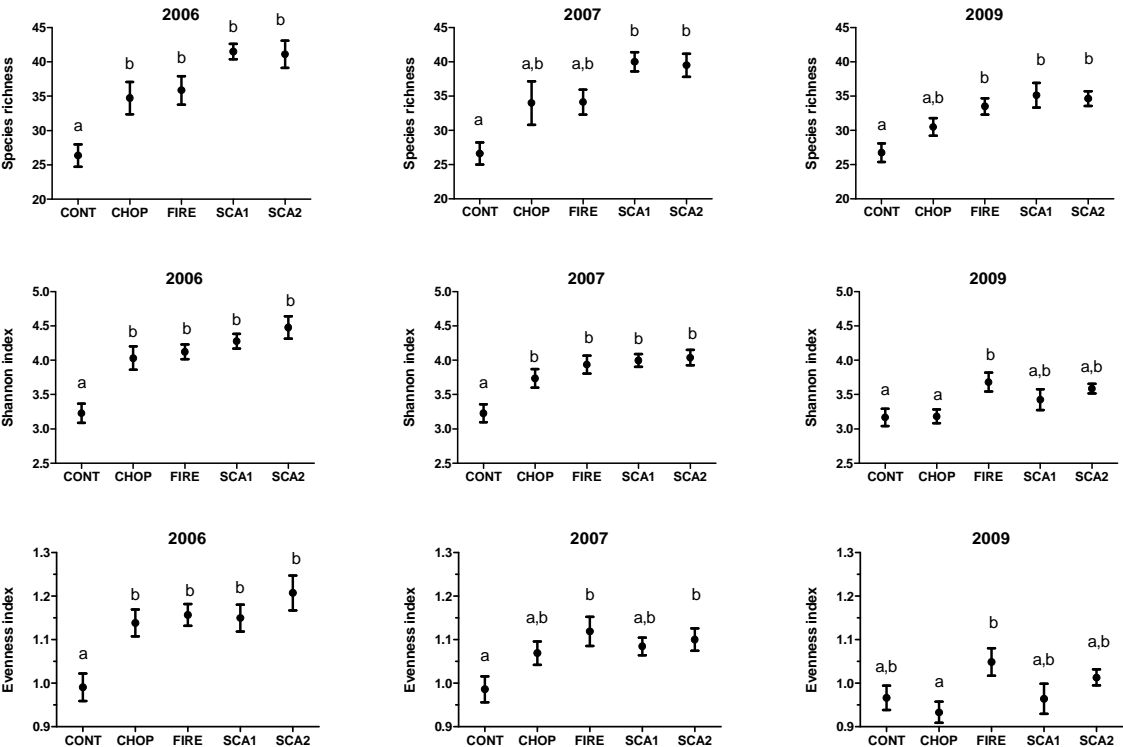 2006
Species richness
45
40
35
30
25
20
a
b
b
b
b
CONT CHOP FIRE SCA1 SCA2
2007
Species richness
45
40
35
30
25
20
a
a,b
a,b
b
b
CONT CHOP FIRE SCA1 SCA2
2009
Species richness
45
40
35
30
25
20
a
a,b
b
b
b
CONT CHOP FIRE SCA1 SCA2
2006
Shannon index
5.0
4.5
4.0
3.5
3.0
2.5
a
b
b
b
b
CONT CHOP FIRE SCA1 SCA2
2007
Shannon index
5.0
4.5
4.0
3.5
3.0
2.5
a
b
b
b
b
CONT CHOP FIRE SCA1 SCA2
2009
Shannon index
5.0
4.5
4.0
3.5
3.0
2.5
a
a
b
a,b
a,b
CONT CHOP FIRE SCA1 SCA2
2006
Evenness index
1.3
1.2
1.1
1.0
0.9
a
b
b
b
b
CONT CHOP FIRE SCA1 SCA2
2007
Evenness index
1.3
1.2
1.1
1.0
0.9
a
a,b
b
a,b
b
CONT CHOP FIRE SCA1 SCA2
2009
Evenness index
1.3
1.2
1.1
1.0
0.9
a,b
a
b
a,b
a,b
CONT CHOP FIRE SCA1 SCA2